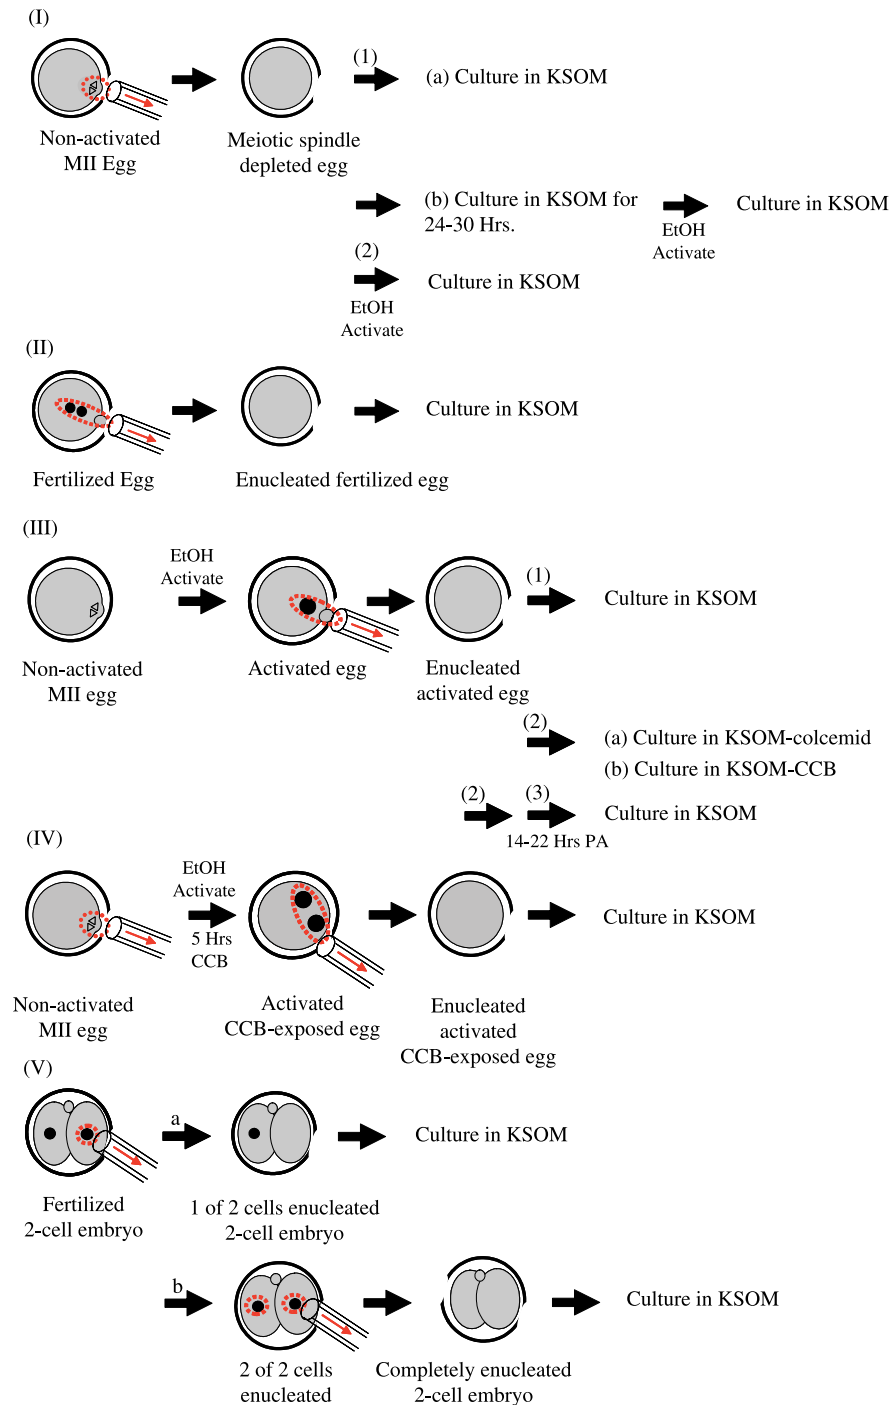 (I)
(1)
(a) Culture in KSOM
Non-activated
MII Egg
Meiotic spindle
depleted egg
(b) Culture in KSOM for
24-30 Hrs.
EtOH
Activate
Culture in KSOM
(2)
EtOH
Activate
Culture in KSOM
(II)
Culture in KSOM
Fertilized Egg
Enucleated fertilized egg
(III)
EtOH
Activate
(1)
Culture in KSOM
Non-activated
MII egg
Activated egg
Enucleated
activated egg
(2)
(a) Culture in KSOM-colcemid
(b) Culture in KSOM-CCB
(2)
(3)
14-22 Hrs PA
Culture in KSOM
(IV)
EtOH
Activate
5 Hrs
CCB
Culture in KSOM
Non-activated
MII egg
Activated
CCB-exposed egg
Enucleated
activated
CCB-exposed egg
(V)
a
Culture in KSOM
Fertilized
2-cell embryo
1 of 2 cells enucleated
2-cell embryo
b
Culture in KSOM
2 of 2 cells
enucleated
Completely enucleated
2-cell embryo